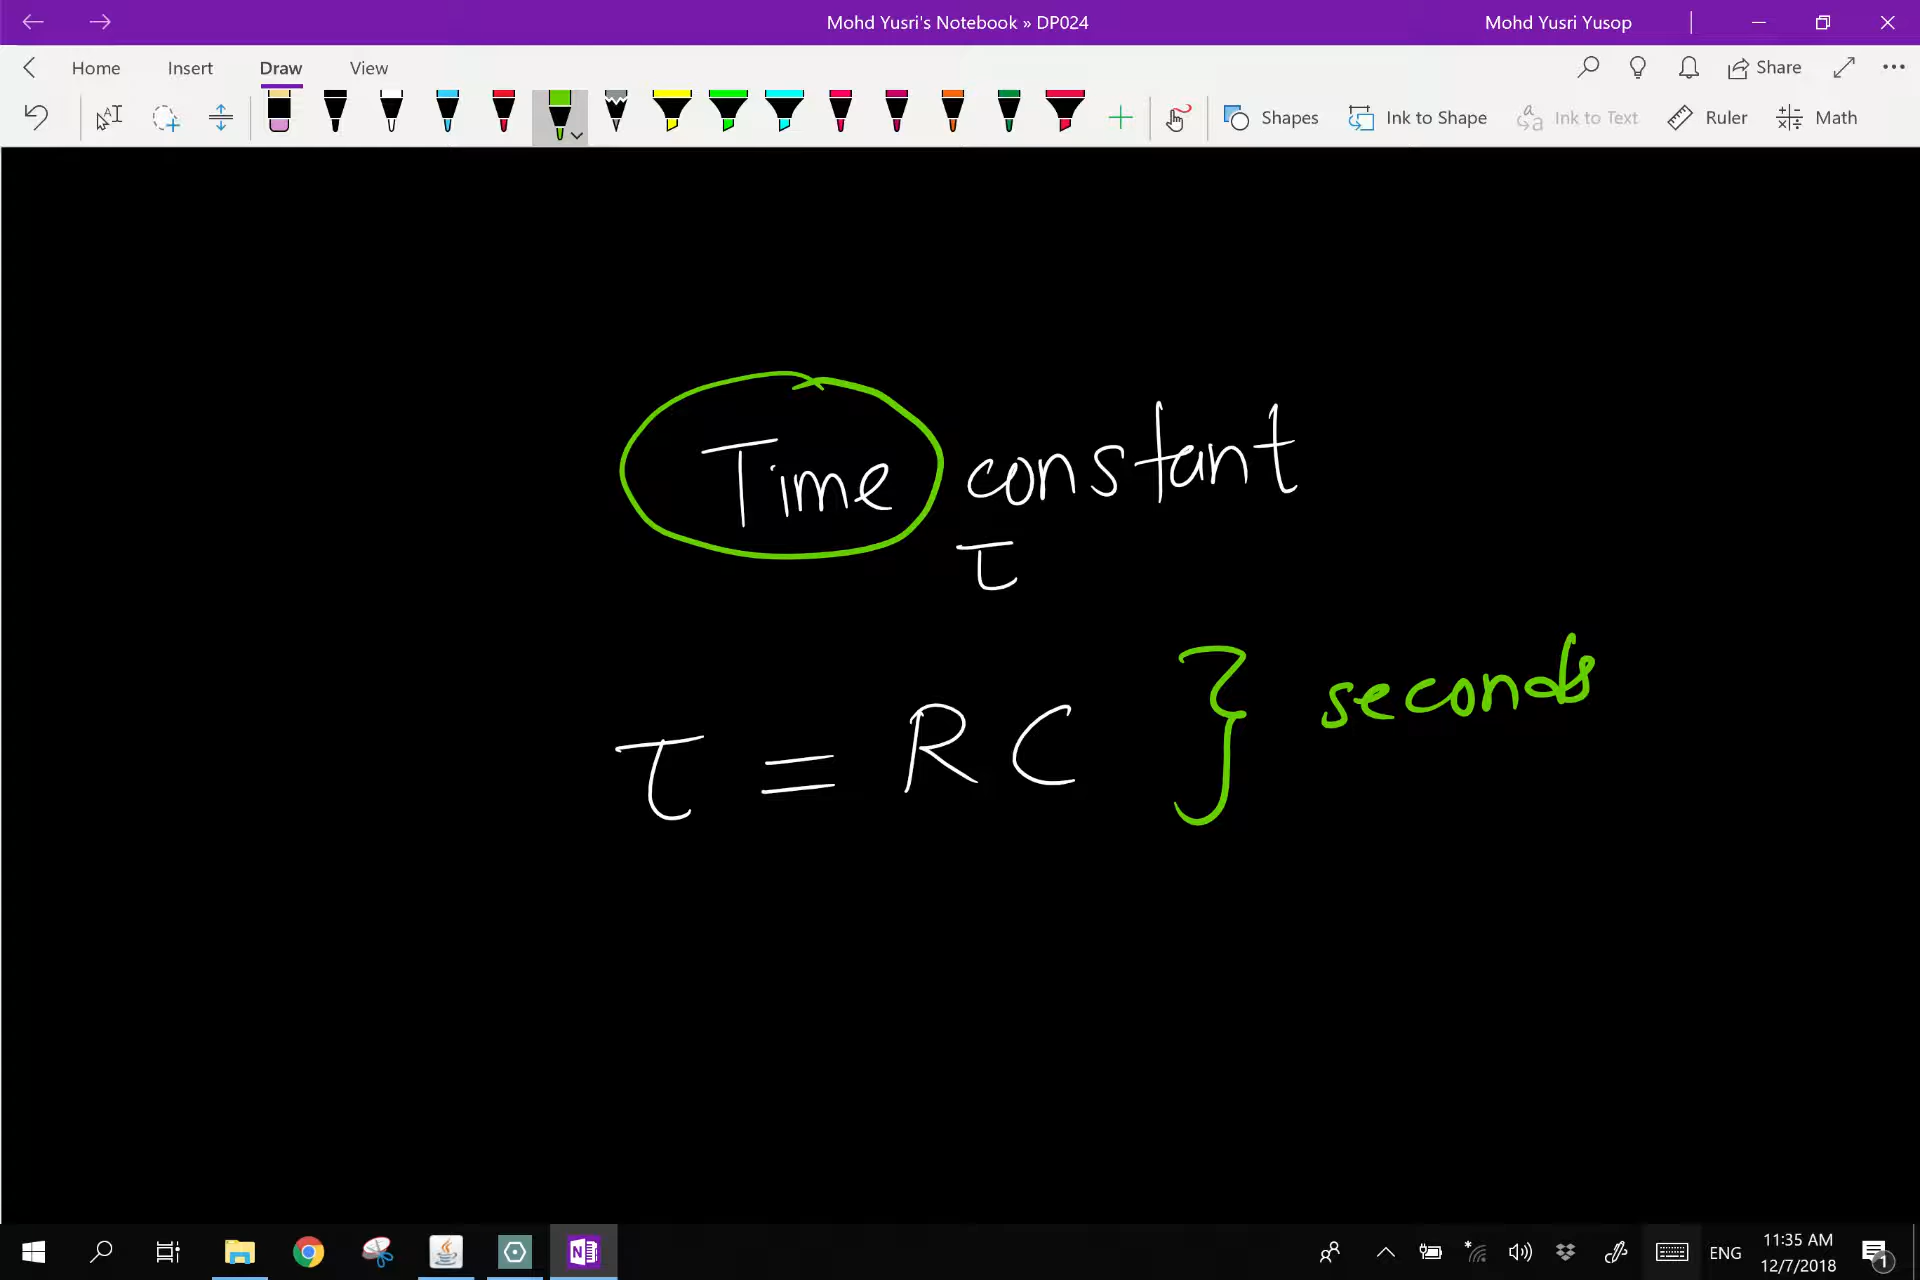 Mohd Yusri's Notebook » DP024
Mohd Yusri Yusop
Home Insert Draw View
Share
Shapes Ink to Shape Ink to Text Ruler Math
Time constant
τ
τ = RC } seconds
ENG
11:35 AM
12/7/2018
1